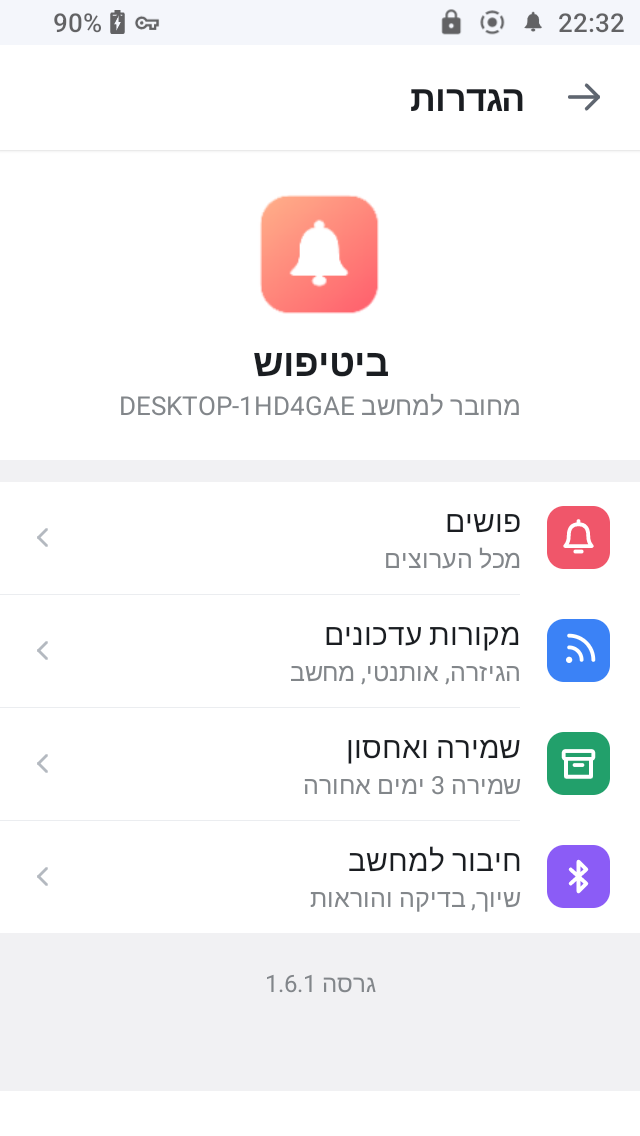 22:32
90%
הגדרות
ביטיפוש
מחובר למחשב DESKTOP-1HD4GAE
פושים
מכל הערוצים
מקורות עדכונים
הגיזרה, אותנטי, מחשב
שמירה ואחסון
שמירה 3 ימים אחורה
חיבור למחשב
שיוך, בדיקה והוראות
גרסה 1.6.1